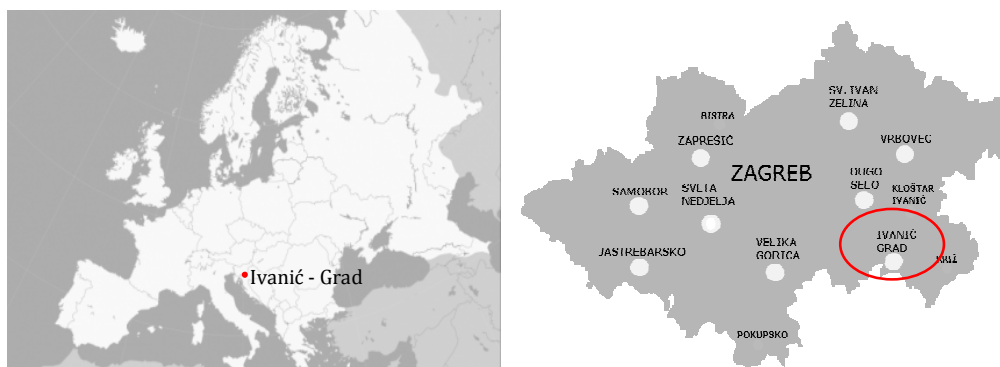 Ivanić - Grad
SV. IVAN
ZELINA
BISTRA
ZAPREŠIĆ
VRBOVEC
ZAGREB
DUGO
SELO
KLOŠTAR
IVANIĆ
SAMOBOR
SVETA
NEDJELJA
IVANIĆ
GRAD
VELIKA
GORICA
JASTREBARSKO
KRIŽ
POKUPSKO